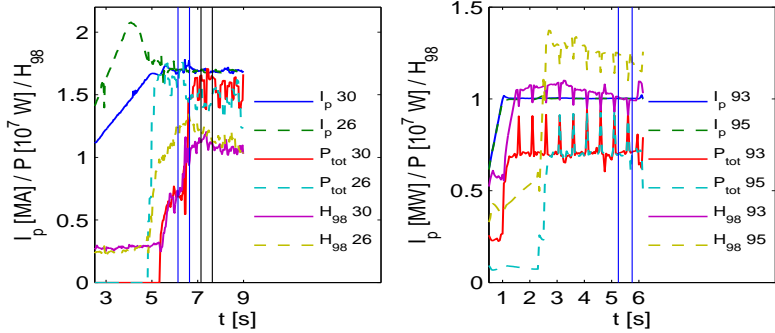 I_p [MA] / P [10^7 W] / H_98
2
1.5
1
0.5
0
3
5
7
9
t [s]
I_p 30
I_p 26
P_tot 30
P_tot 26
H_98 30
H_98 26
I_p [MW] / P [10^7 W] / H_98
1.5
1
0.5
0
1
2
3
4
5
6
t [s]
I_p 93
I_p 95
P_tot 93
P_tot 95
H_98 93
H_98 95